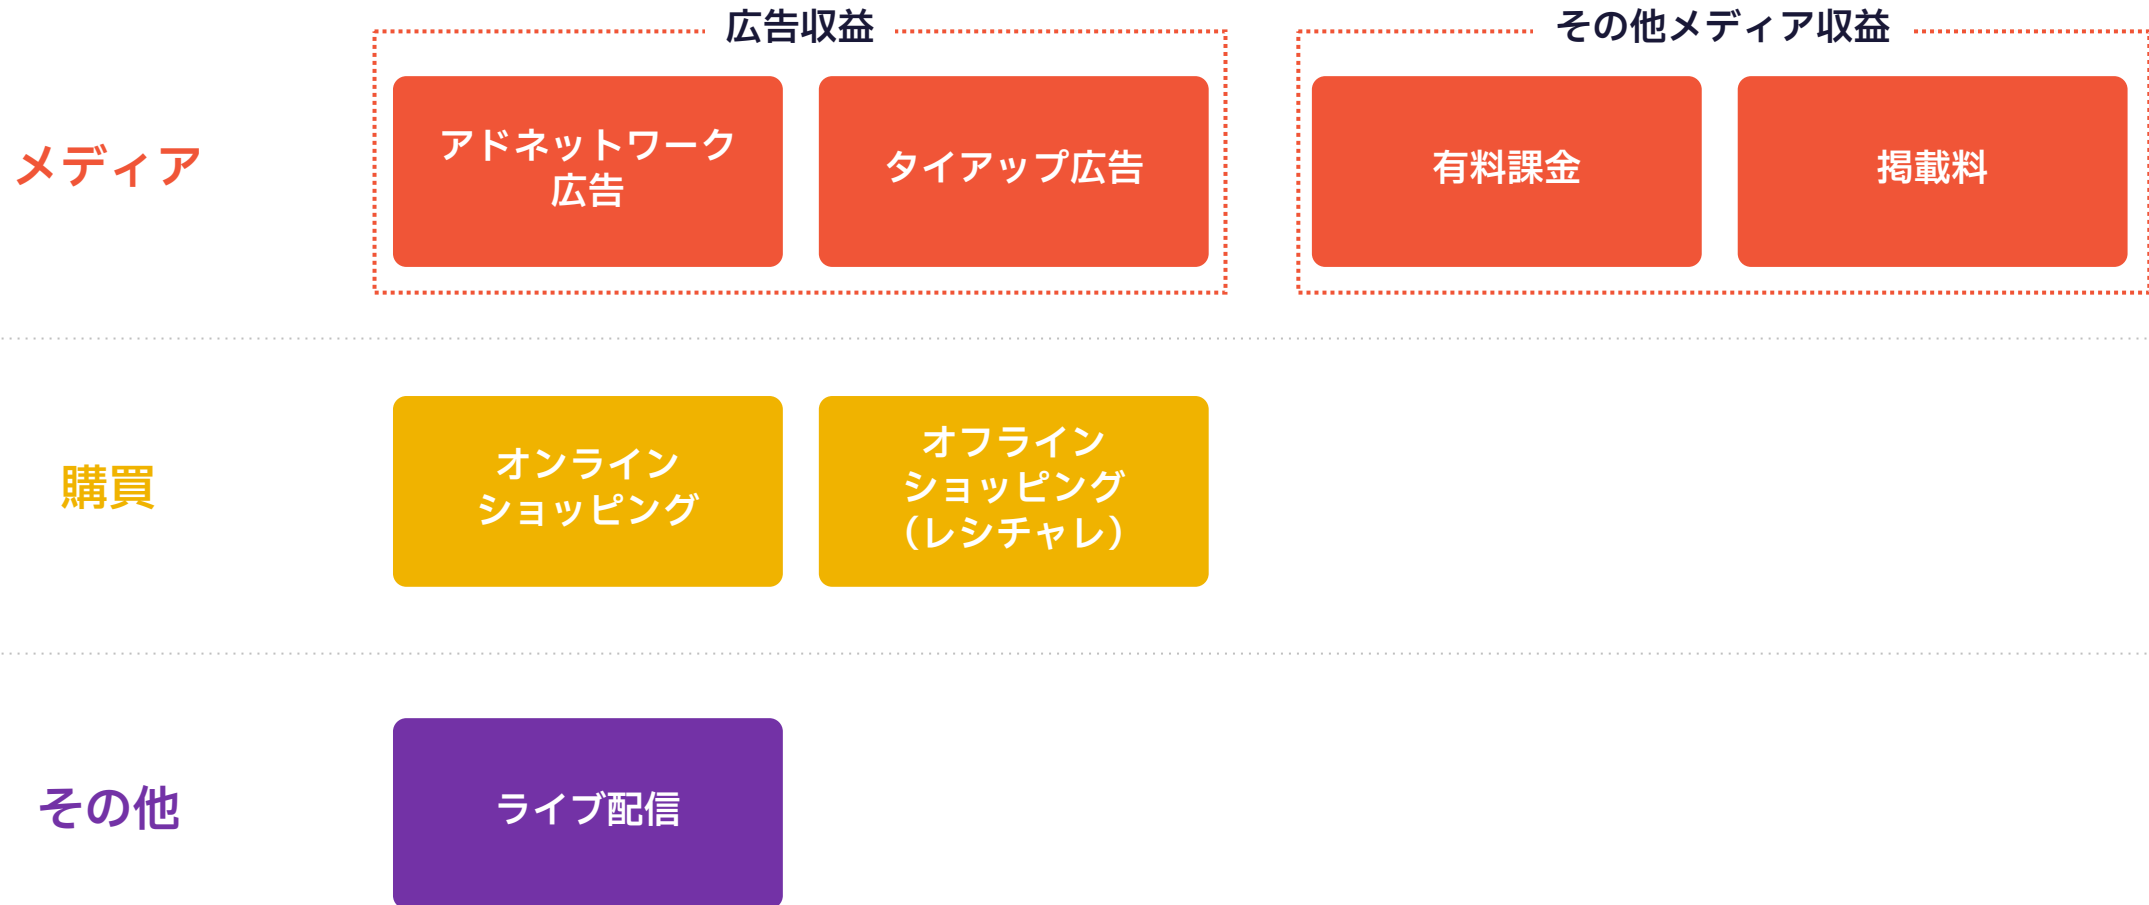 広告収益
その他メディア収益
メディア
アドネットワーク
広告
タイアップ広告
有料課金
掲載料
購買
オンライン
ショッピング
オフライン
ショッピング
（レシチャレ）
その他
ライブ配信